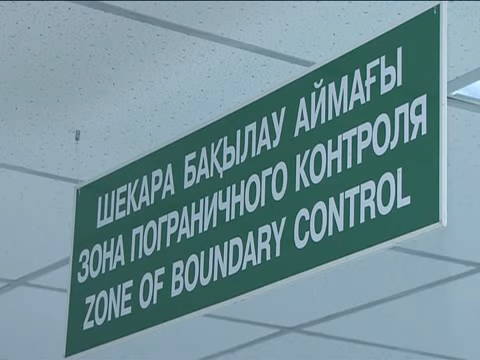 ШЕКАРА БАҚЫЛАУ АЙМАҒЫ
ЗОНА ПОГРАНИЧНОГО КОНТРОЛЯ
ZONE OF BOUNDARY CONTROL